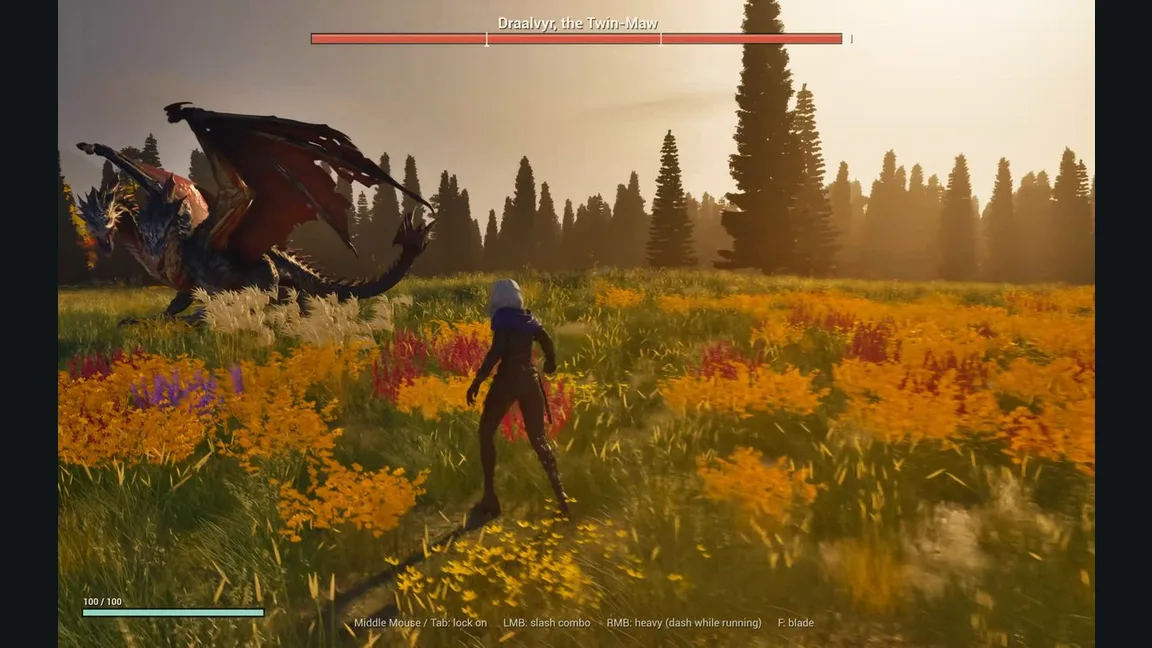 Draalvyr, the Twin-Maw
100 / 100
Middle Mouse / Tab: lock on LMB: slash combo RMB: heavy (dash while running) F: blade